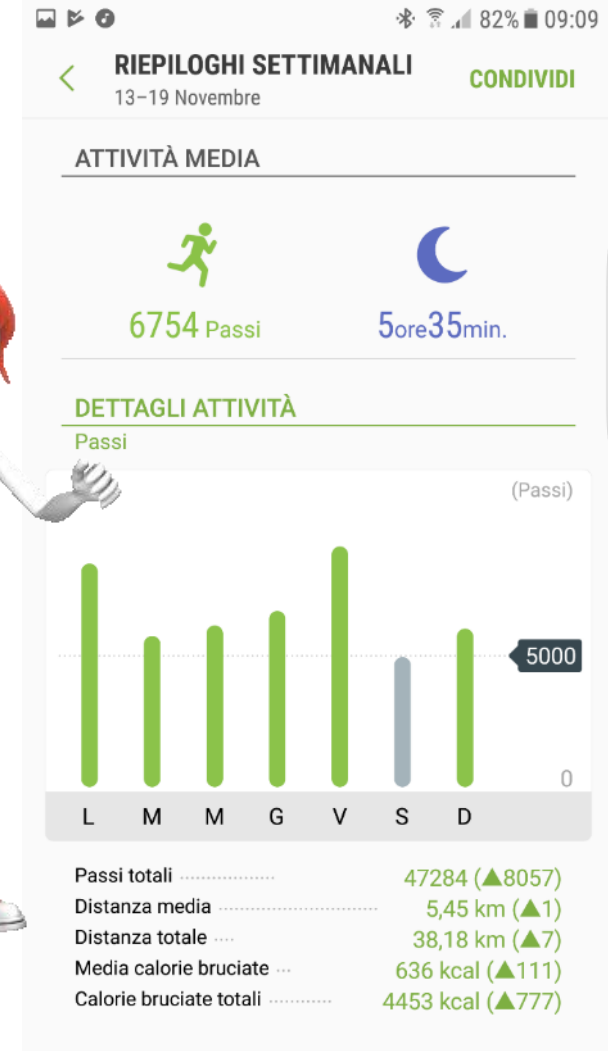 82% 09:09
RIEPILOGHI SETTIMANALI
13–19 Novembre
CONDIVIDI
ATTIVITÀ MEDIA
6754 Passi
5ore35min.
DETTAGLI ATTIVITÀ
Passi
(Passi)
5000
0
L M M G V S D
Passi totali 47284 (▲8057)
Distanza media 5,45 km (▲1)
Distanza totale 38,18 km (▲7)
Media calorie bruciate 636 kcal (▲111)
Calorie bruciate totali 4453 kcal (▲777)